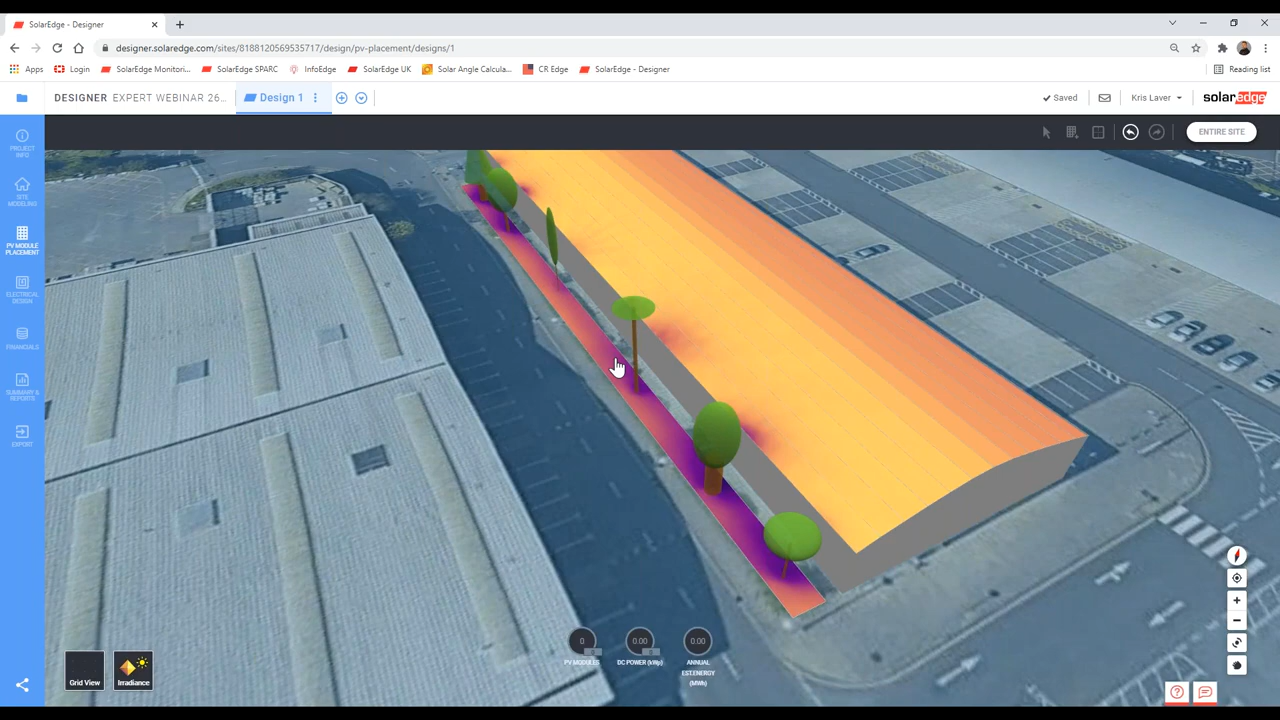 SolarEdge - Designer
designer.solaredge.com/sites/8188120569535717/design/pv-placement/designs/1
Apps Login SolarEdge Monitori... SolarEdge SPARC InfoEdge SolarEdge UK Solar Angle Calcula... CR Edge SolarEdge - Designer Reading list
DESIGNER EXPERT WEBINAR 26... Design 1 Saved Kris Laver solaredge
ENTIRE SITE
PROJECT
INFO
SITE
MODELING
PV MODULE
PLACEMENT
ELECTRICAL
DESIGN
FINANCIALS
SUMMARY &
REPORTS
EXPORT
0 0.00 0.00
PV MODULES DC POWER (kWp) ANNUAL
EST.ENERGY
(MWh)
Grid View Irradiance